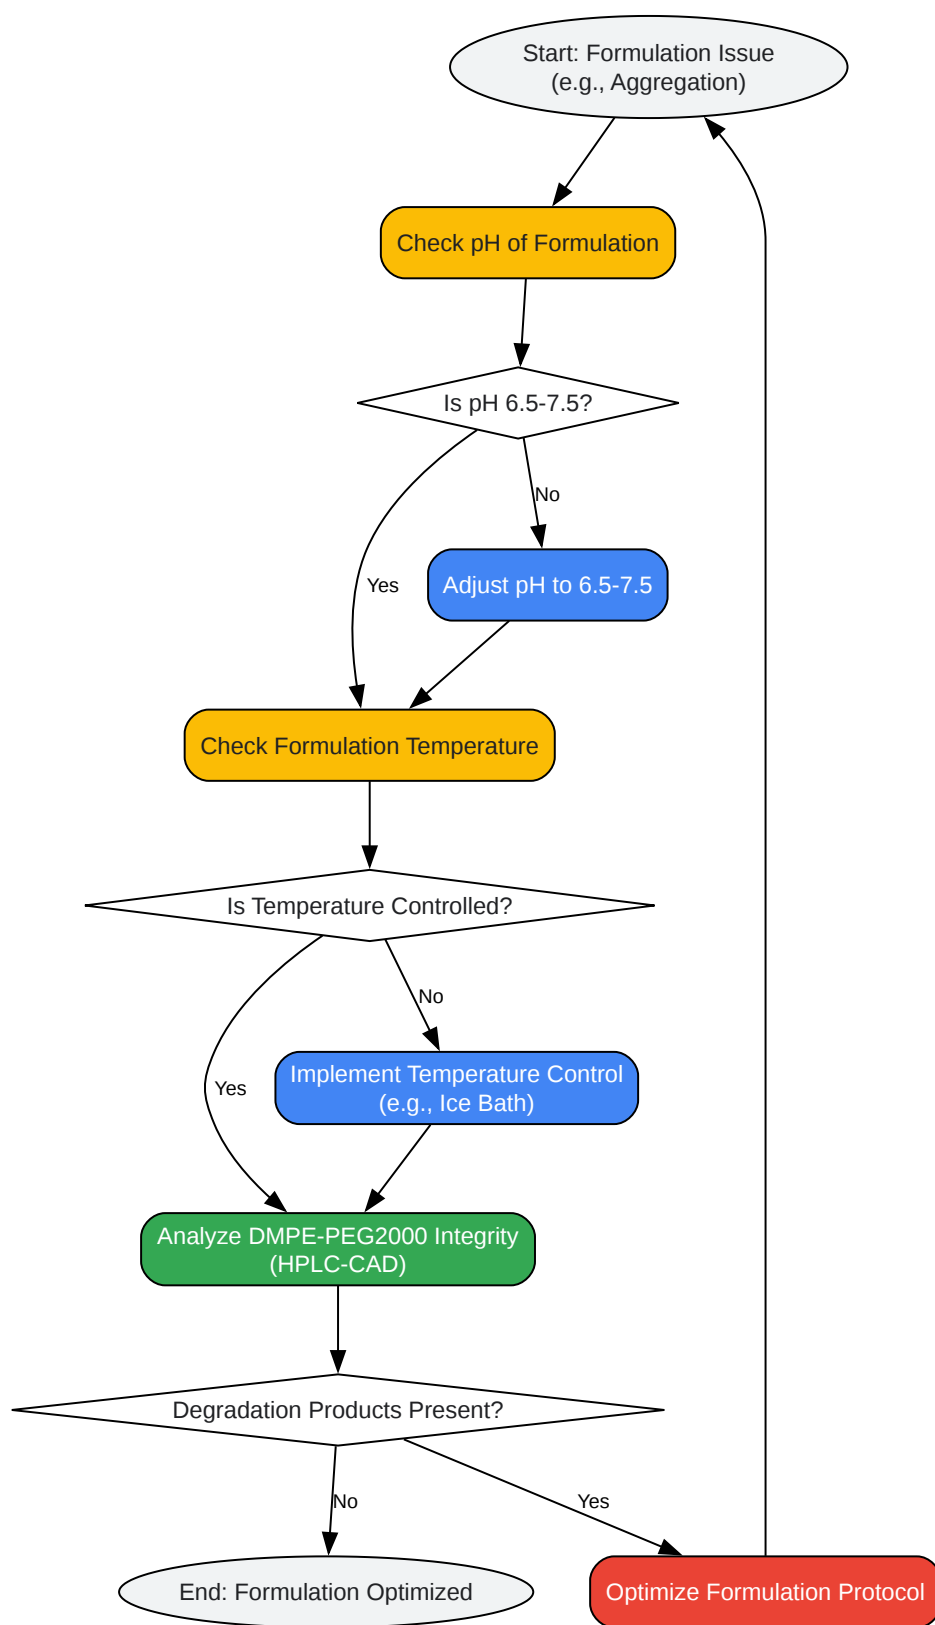 Start: Formulation Issue
(e.g., Aggregation)
Check pH of Formulation
Is pH 6.5-7.5?
No
Yes
Adjust pH to 6.5-7.5
Check Formulation Temperature
Is Temperature Controlled?
No
Yes
Implement Temperature Control
(e.g., Ice Bath)
Analyze DMPE-PEG2000 Integrity
(HPLC-CAD)
Degradation Products Present?
No
Yes
End: Formulation Optimized
Optimize Formulation Protocol